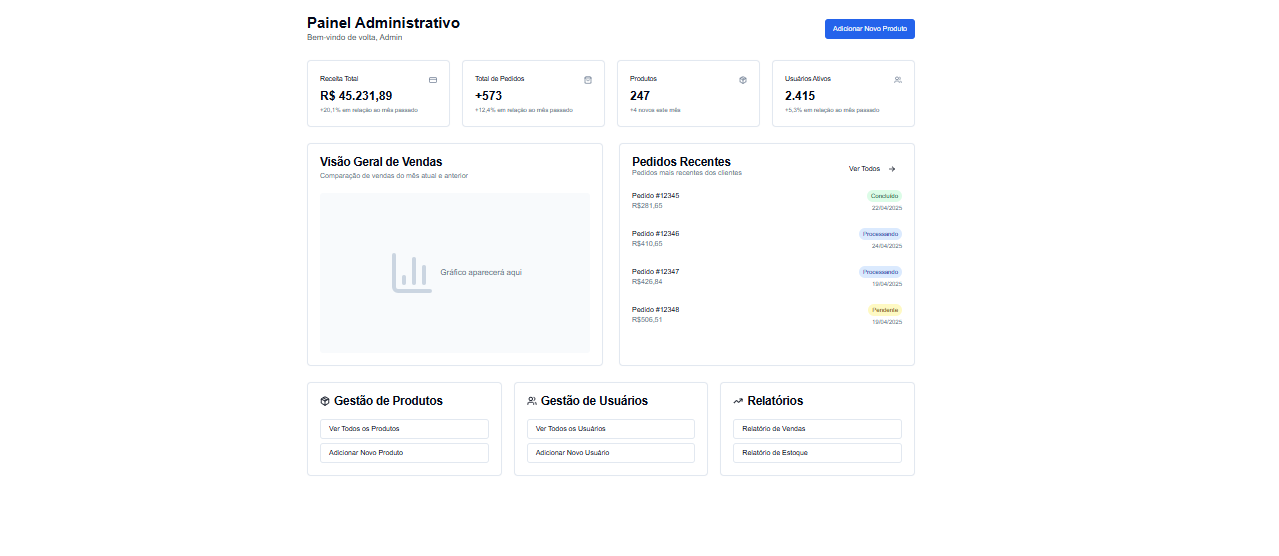 Painel Administrativo
Bem-vindo de volta, Admin
Adicionar Novo Produto
Receita Total
R$ 45.231,89
+20,1% em relação ao mês passado
Total de Pedidos
+573
+12,4% em relação ao mês passado
Produtos
247
+4 novos este mês
Usuários Ativos
2.415
+5,3% em relação ao mês passado
Visão Geral de Vendas
Comparação de vendas do mês atual e anterior
Gráfico aparecerá aqui
Pedidos Recentes
Pedidos mais recentes dos clientes
Ver Todos
Pedido #12345
R$281,65
Concluído
22/04/2025
Pedido #12346
R$410,65
Processando
24/04/2025
Pedido #12347
R$426,84
Processando
19/04/2025
Pedido #12348
R$506,51
Pendente
19/04/2025
Gestão de Produtos
Ver Todos os Produtos
Adicionar Novo Produto
Gestão de Usuários
Ver Todos os Usuários
Adicionar Novo Usuário
Relatórios
Relatório de Vendas
Relatório de Estoque